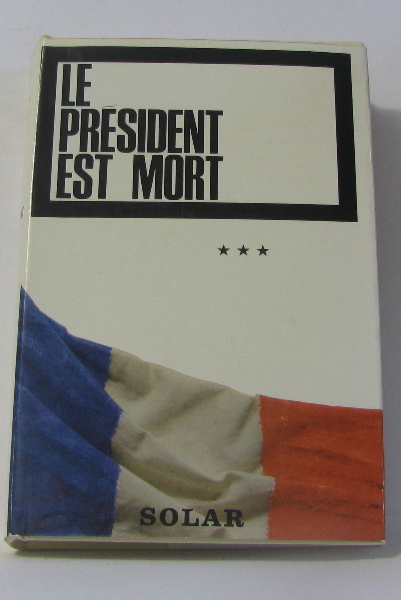 LE
PRÉSIDENT
EST MORT
★★★
SOLAR